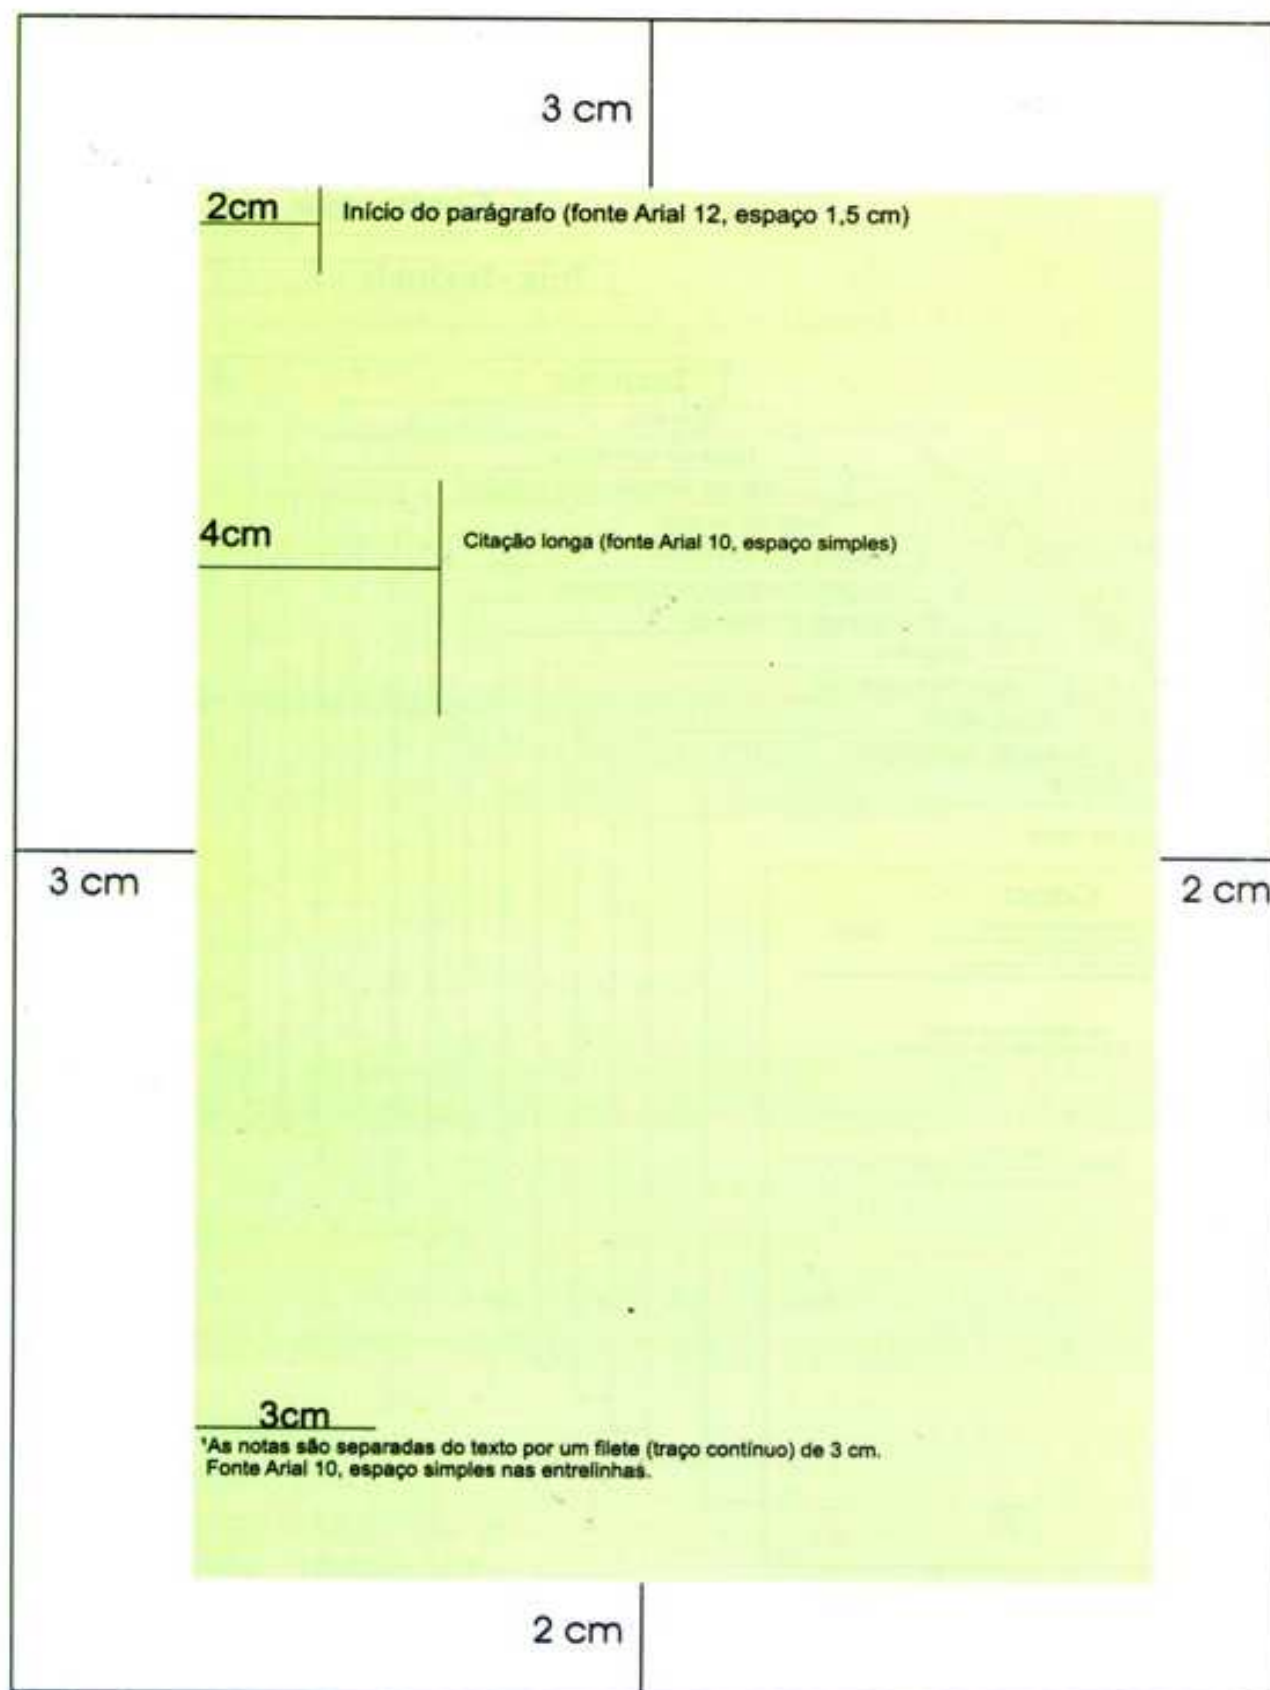 3 cm
2cm
Início do parágrafo (fonte Arial 12, espaço 1,5 cm)
4cm
Citação longa (fonte Arial 10, espaço simples)
3 cm
2 cm
3cm
¹As notas são separadas do texto por um filete (traço contínuo) de 3 cm.
Fonte Arial 10, espaço simples nas entrelinhas.
2 cm